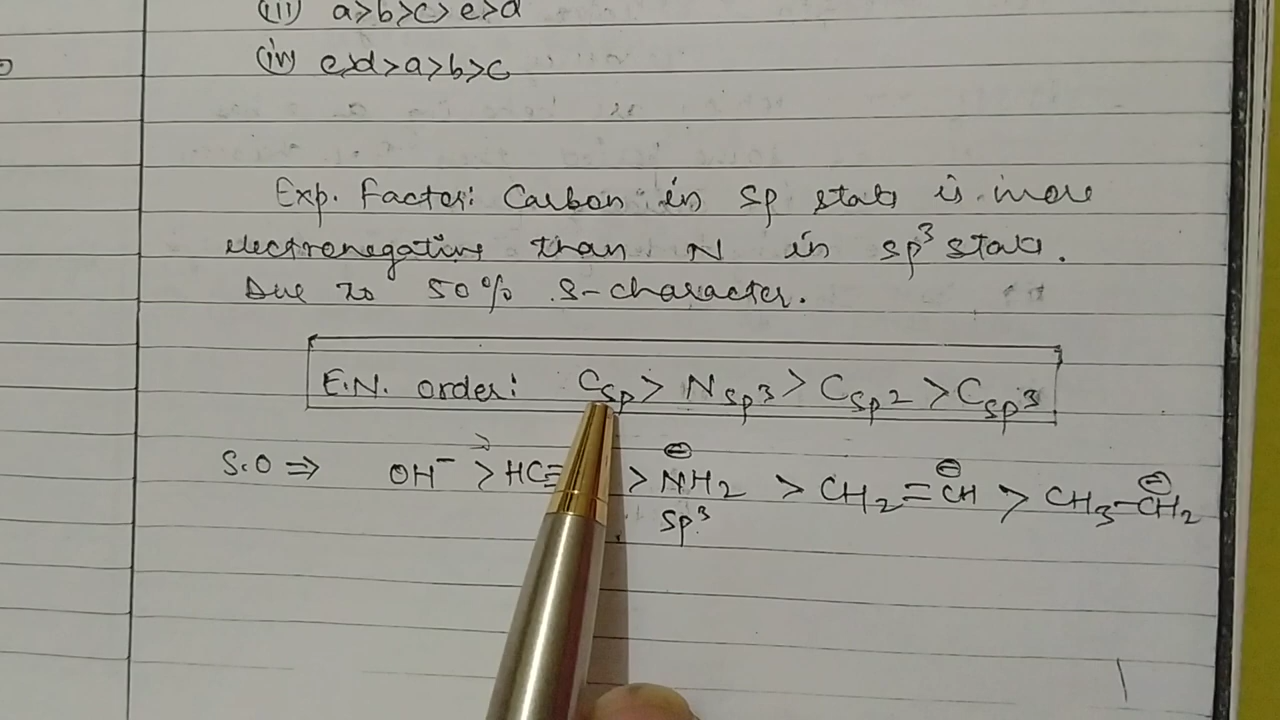 (iii) a>b>c>e>d
(iv) e>d>a>b>c
Exp. Factor: Carbon in sp state is more
electronegative than N in sp³ state.
Due to 50% s-character.
E.N. order: Csp > Nsp3 > Csp2 > Csp3
S.O ⇒ OH⁻ > HC≡ > NH2 ⊖ > CH2=CH ⊖ > CH3-CH2 ⊖
sp³